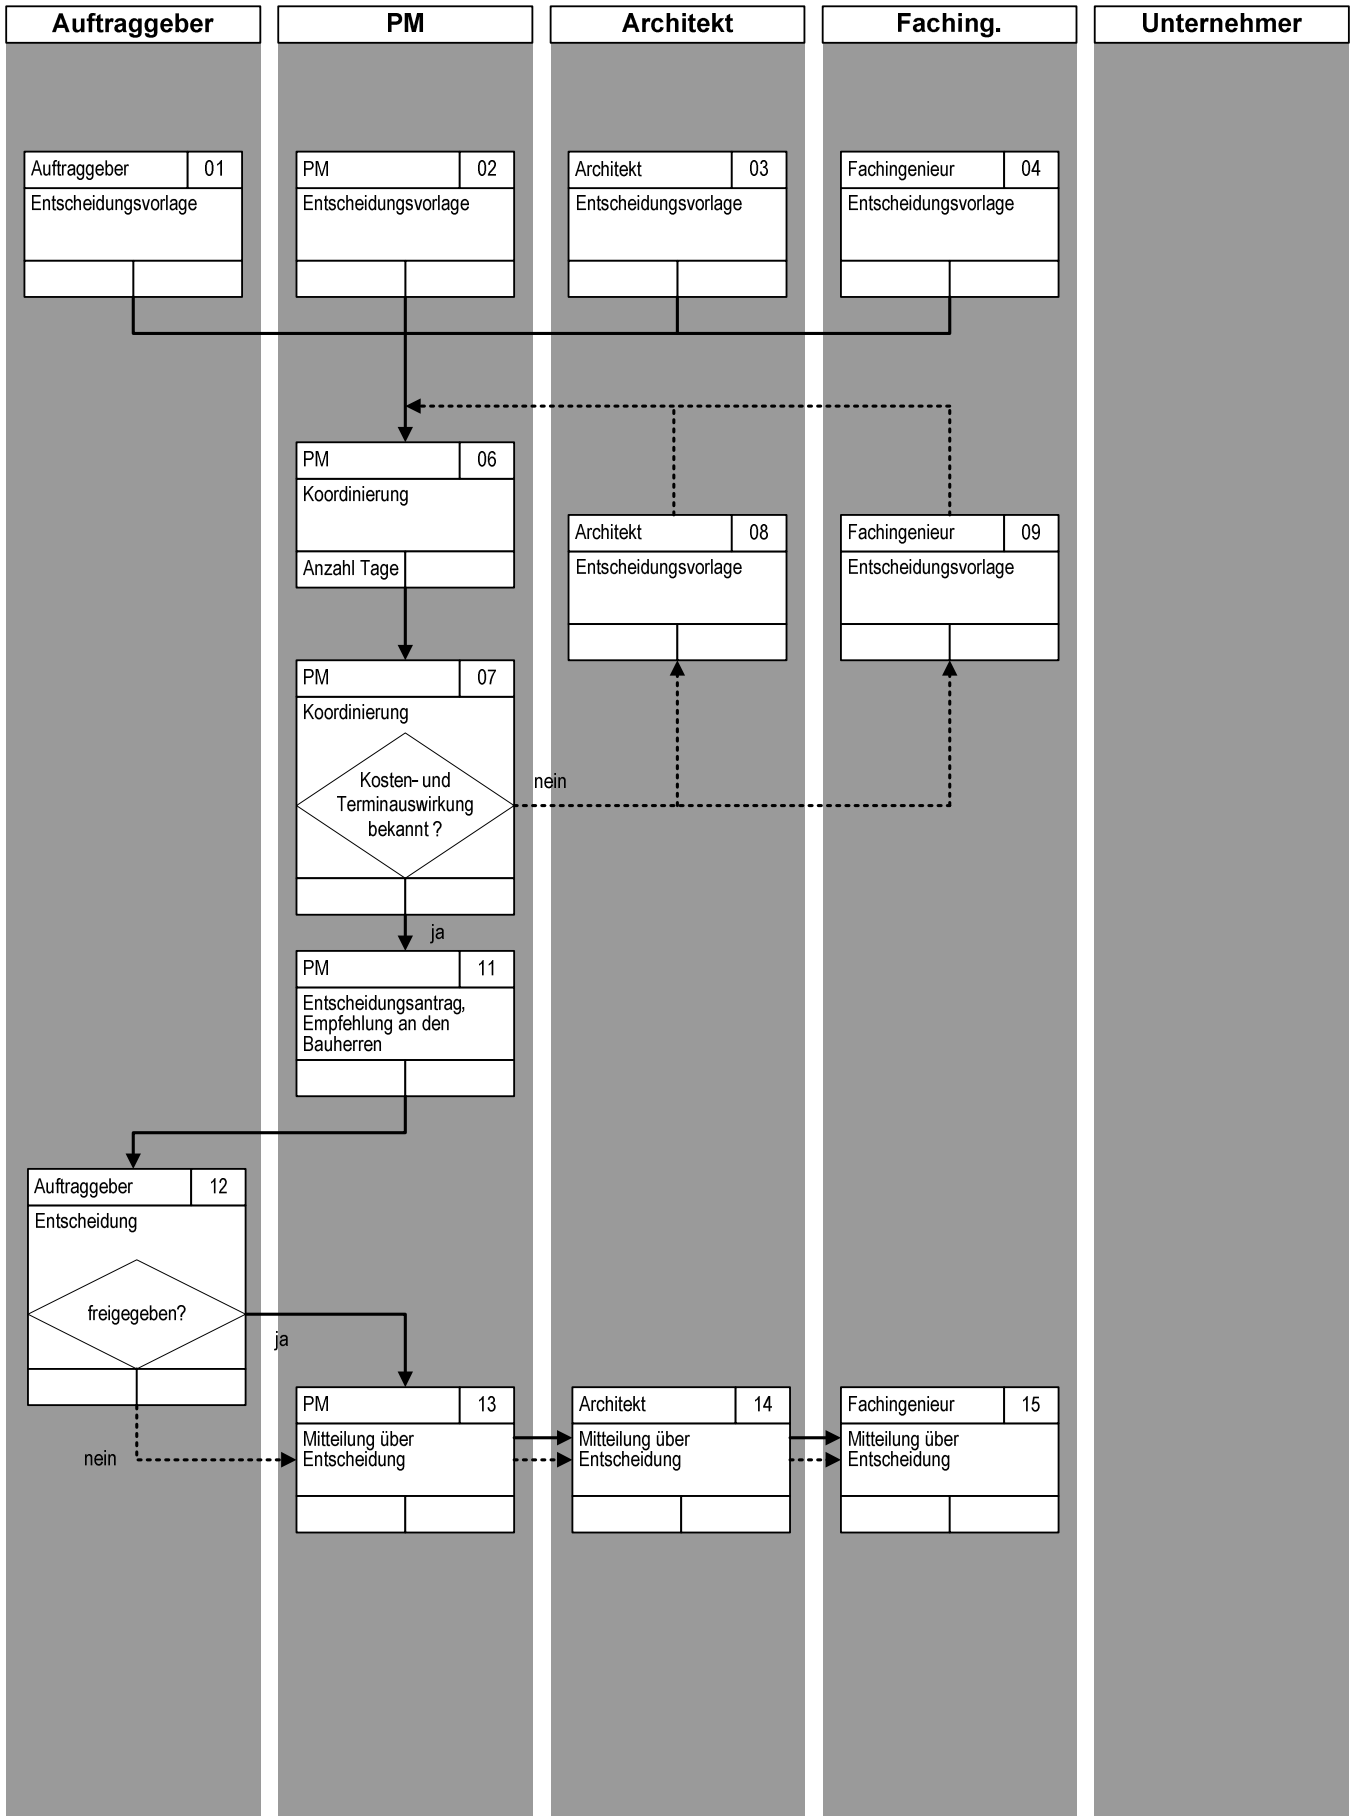 Auftraggeber
PM
Architekt
Faching.
Unternehmer
Auftraggeber 01
Entscheidungsvorlage
PM 02
Entscheidungsvorlage
Architekt 03
Entscheidungsvorlage
Fachingenieur 04
Entscheidungsvorlage
PM 06
Koordinierung
Anzahl Tage
Architekt 08
Entscheidungsvorlage
Fachingenieur 09
Entscheidungsvorlage
PM 07
Koordinierung
Kosten- und
Terminauswirkung
bekannt ?
nein
ja
PM 11
Entscheidungsantrag,
Empfehlung an den
Bauherren
Auftraggeber 12
Entscheidung
freigegeben?
ja
nein
PM 13
Mitteilung über
Entscheidung
Architekt 14
Mitteilung über
Entscheidung
Fachingenieur 15
Mitteilung über
Entscheidung